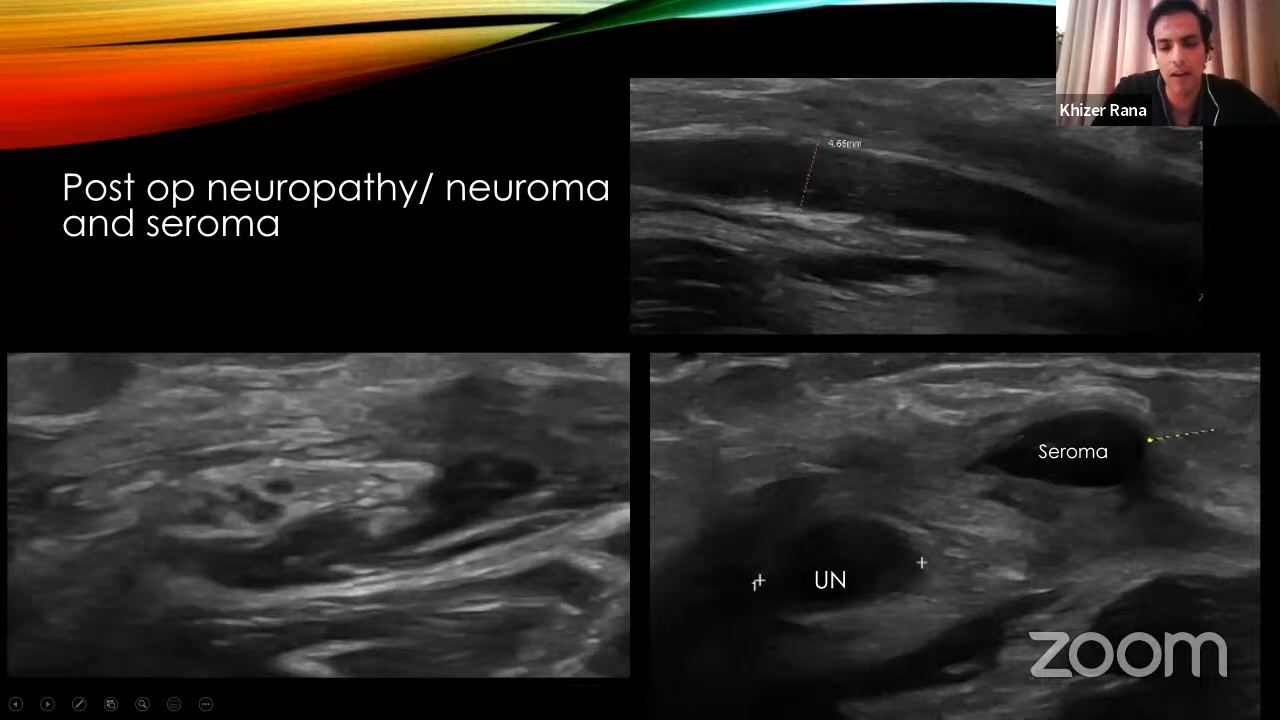 Khizer Rana
4.65mm
Post op neuropathy/ neuroma
and seroma
Seroma
UN
zoom